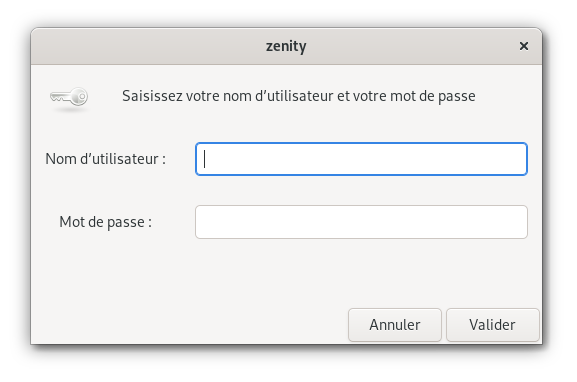 zenity
Saisissez votre nom d’utilisateur et votre mot de passe
Nom d’utilisateur :
Mot de passe :
Annuler
Valider